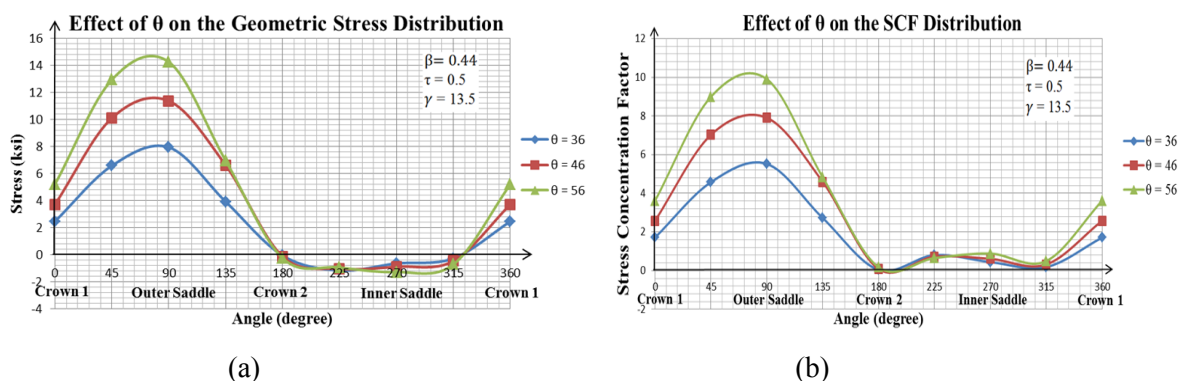 Effect of θ on the Geometric Stress Distribution
Stress (ksi)
16
14
12
10
8
6
4
2
0
-2
-4
β= 0.44
τ = 0.5
γ = 13.5
θ = 36
θ = 46
θ = 56
0 45 90 135 180 225 270 315 360
Crown 1 Outer Saddle Crown 2 Inner Saddle Crown 1
Angle (degree)
(a)
Effect of θ on the SCF Distribution
Stress Concentration Factor
12
10
8
6
4
2
0
-2
β= 0.44
τ = 0.5
γ = 13.5
θ = 36
θ = 46
θ = 56
0 45 90 135 180 225 270 315 360
Crown 1 Outer Saddle Crown 2 Inner Saddle Crown 1
Angle (degree)
(b)